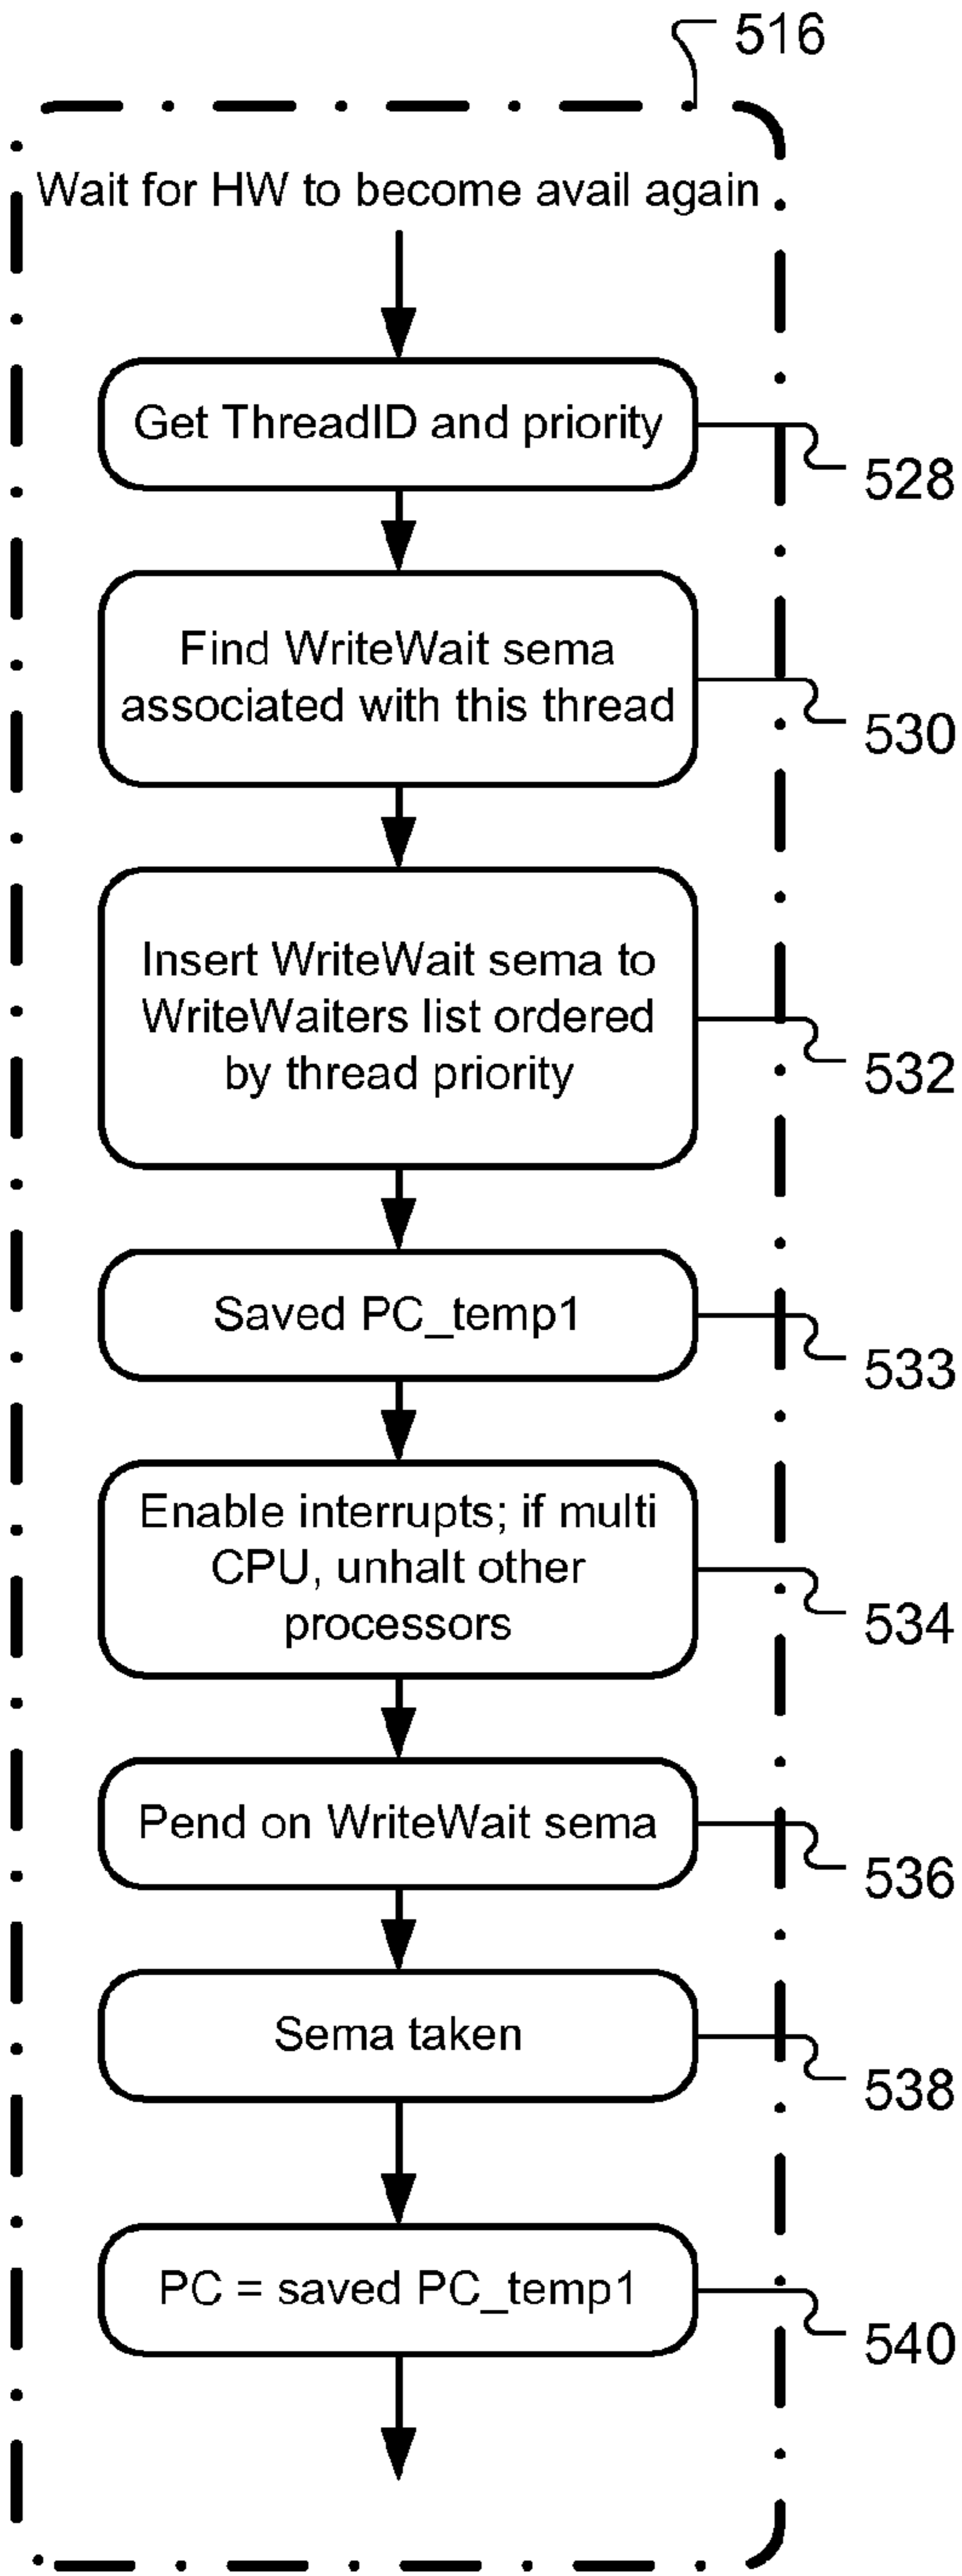 516
Wait for HW to become avail again
Get ThreadID and priority
528
Find WriteWait sema
associated with this thread
530
Insert WriteWait sema to
WriteWaiters list ordered
by thread priority
532
Saved PC_temp1
533
Enable interrupts; if multi
CPU, unhalt other
processors
534
Pend on WriteWait sema
536
Sema taken
538
PC = saved PC_temp1
540